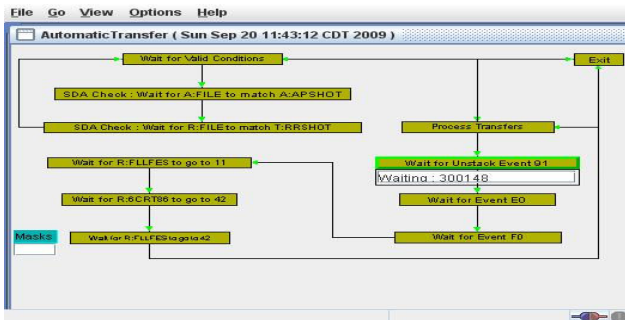 File Go View Options Help
AutomaticTransfer ( Sun Sep 20 11:43:12 CDT 2009 )
Wait for Valid Conditions
Exit
SDA Check : Wait for A:FILE to match A:APSHOT
SDA Check : Wait for R:FILE to match T:RRSHOT
Process Transfers
Wait for R:FLLFES to go to 11
Wait for Unstack Event 91
Waiting : 300148
Wait for R:6CRT86 to go to 42
Wait for Event E0
Masks
Wait for R:FLLFES to go to 42
Wait for Event F0